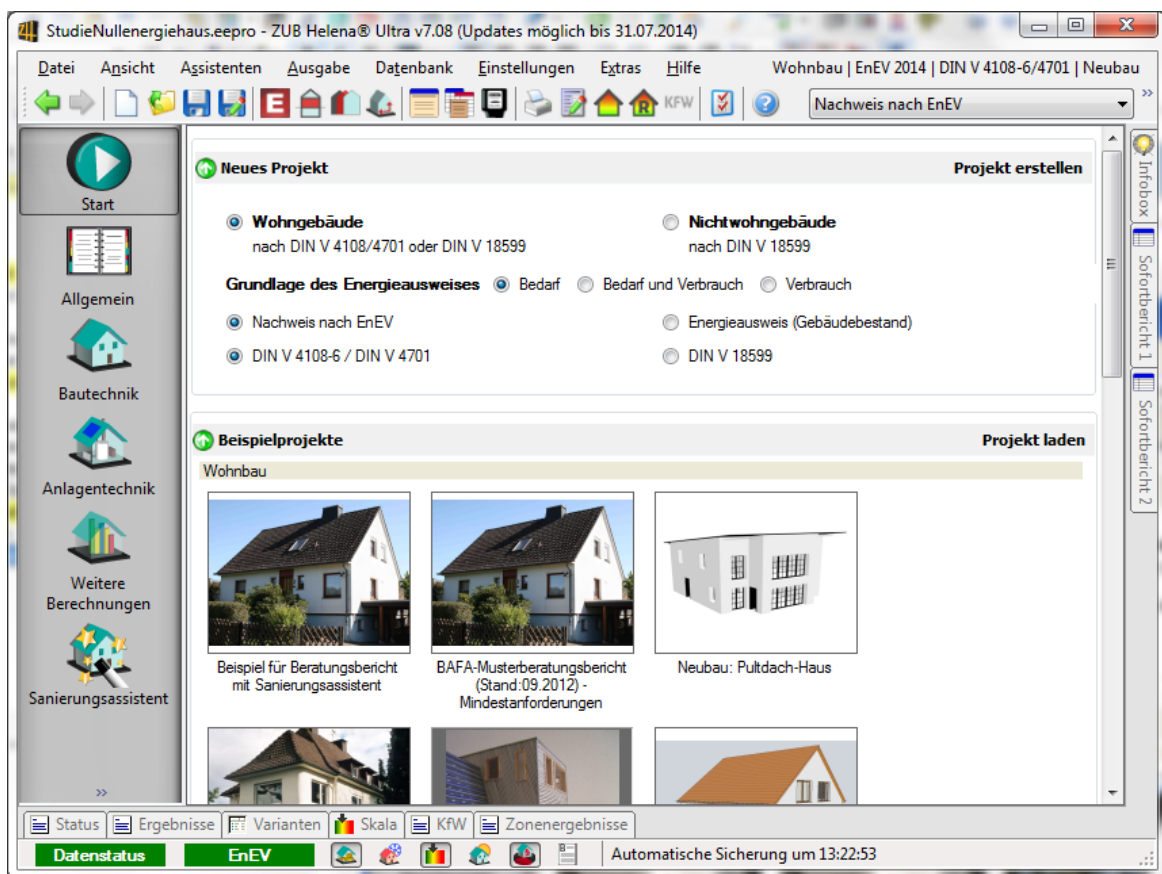 StudieNullenergiehaus.eepro - ZUB Helena® Ultra v7.08 (Updates möglich bis 31.07.2014)
Datei Ansicht Assistenten Ausgabe Datenbank Einstellungen Extras Hilfe Wohnbau | EnEV 2014 | DIN V 4108-6/4701 | Neubau
E R KFW ? Nachweis nach EnEV »
Start
Allgemein
Bautechnik
Anlagentechnik
Weitere
Berechnungen
Sanierungsassistent
»
Neues Projekt Projekt erstellen
Wohngebäude Nichtwohngebäude
nach DIN V 4108/4701 oder DIN V 18599 nach DIN V 18599
Grundlage des Energieausweises Bedarf Bedarf und Verbrauch Verbrauch
Nachweis nach EnEV Energieausweis (Gebäudebestand)
DIN V 4108-6 / DIN V 4701 DIN V 18599
Beispielprojekte Projekt laden
Wohnbau
Beispiel für Beratungsbericht
mit Sanierungsassistent
BAFA-Musterberatungsbericht
(Stand:09.2012) -
Mindestanforderungen
Neubau: Pultdach-Haus
Infobox
Sofortbericht 1
Sofortbericht 2
Status Ergebnisse Varianten Skala KfW Zonenergebnisse
Datenstatus EnEV Automatische Sicherung um 13:22:53